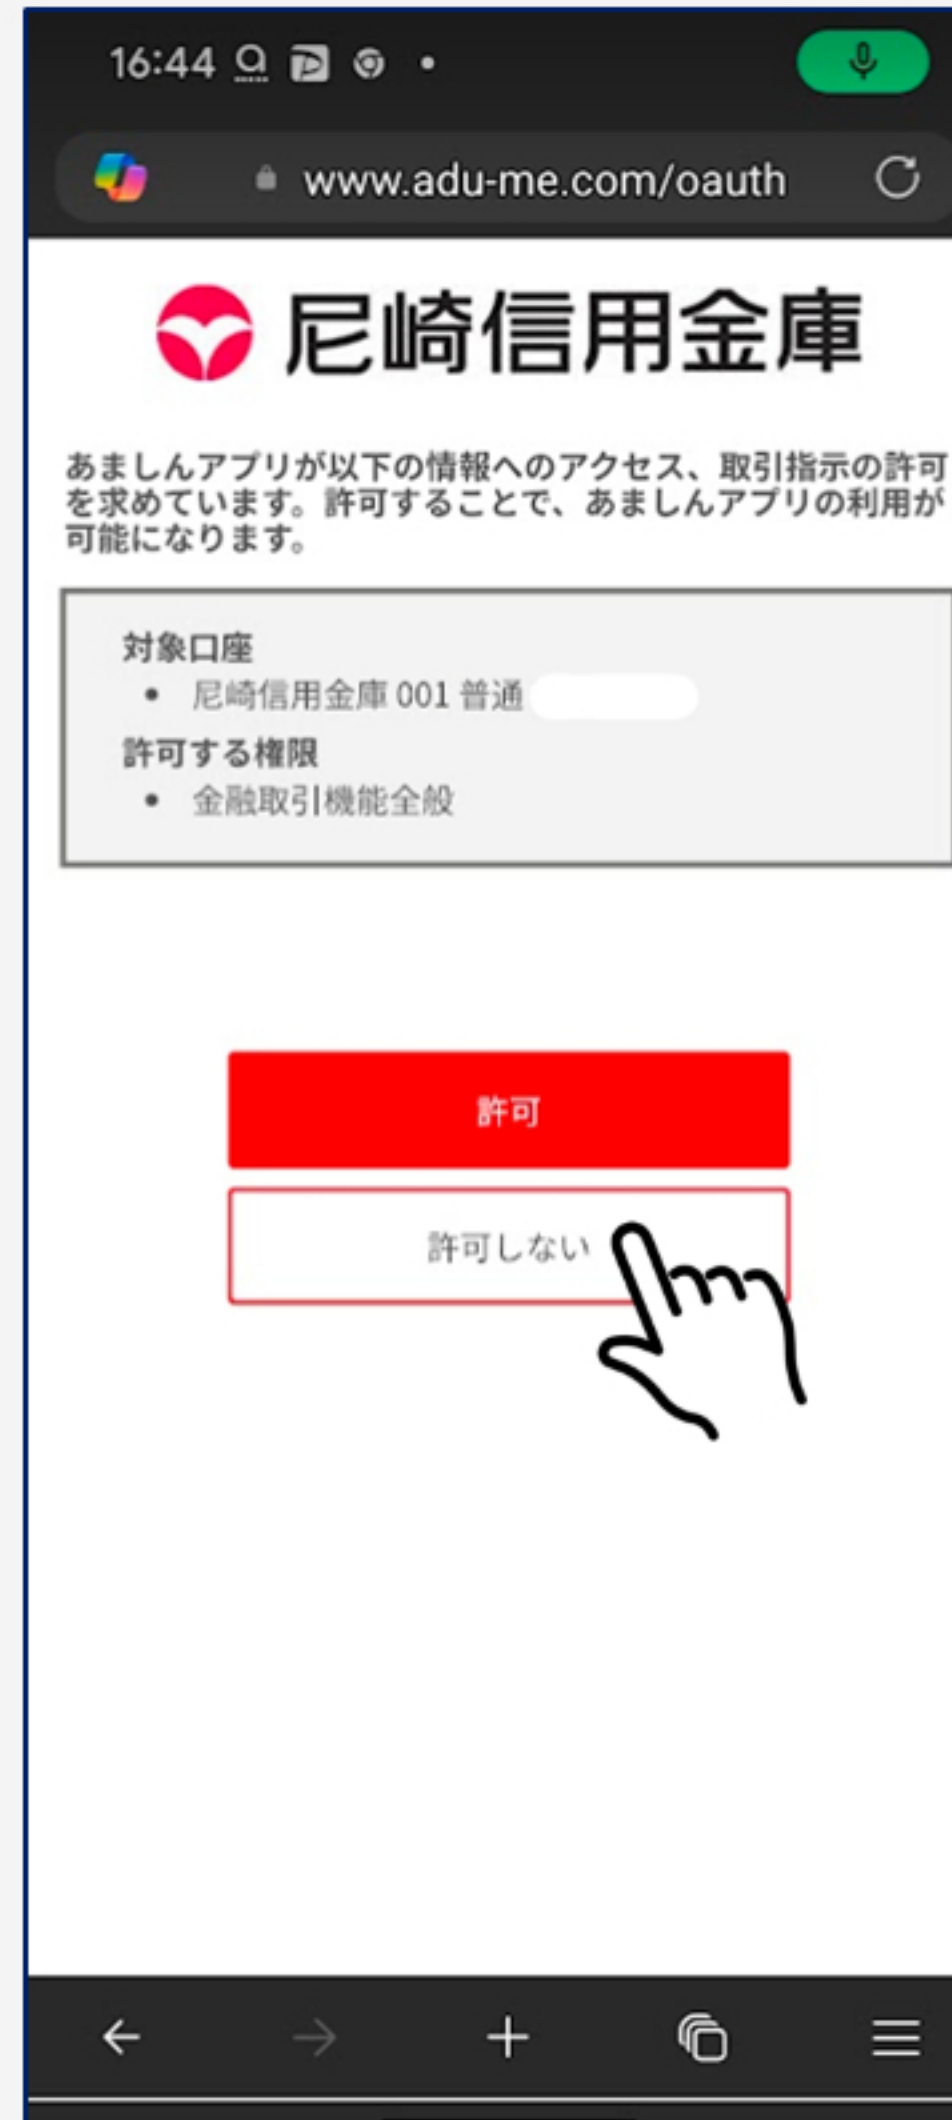 16:44
www.adu-me.com/oauth
尼崎信用金庫
あましんアプリが以下の情報へのアクセス、取引指示の許可
を求めています。許可することで、あましんアプリの利用が
可能になります。
対象口座
• 尼崎信用金庫 001 普通
許可する権限
• 金融取引機能全般
許可
許可しない